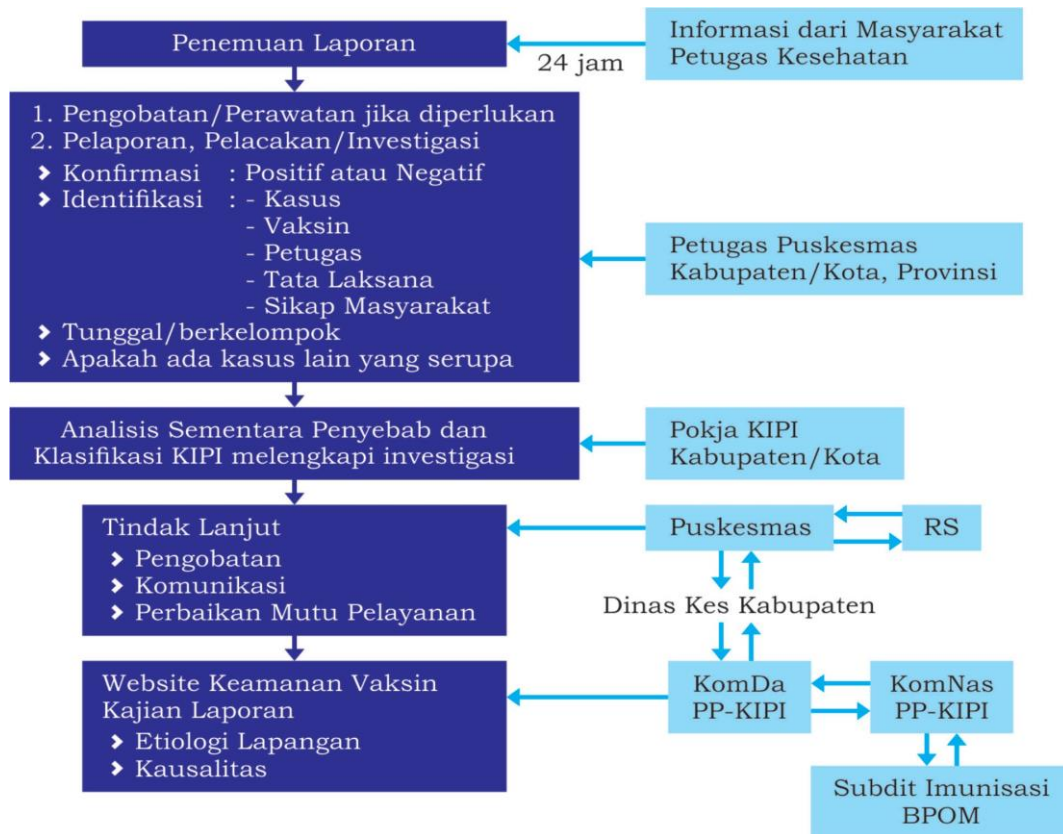 Penemuan Laporan
24 jam
Informasi dari Masyarakat
Petugas Kesehatan
1. Pengobatan/Perawatan jika diperlukan
2. Pelaporan, Pelacakan/Investigasi
Konfirmasi : Positif atau Negatif
Identifikasi : - Kasus
- Vaksin
- Petugas
- Tata Laksana
- Sikap Masyarakat
Tunggal/berkelompok
Apakah ada kasus lain yang serupa
Petugas Puskesmas
Kabupaten/Kota, Provinsi
Analisis Sementara Penyebab dan
Klasifikasi KIPI melengkapi investigasi
Pokja KIPI
Kabupaten/Kota
Tindak Lanjut
Pengobatan
Komunikasi
Perbaikan Mutu Pelayanan
Puskesmas
RS
Dinas Kes Kabupaten
Website Keamanan Vaksin
Kajian Laporan
Etiologi Lapangan
Kausalitas
KomDa
PP-KIPI
KomNas
PP-KIPI
Subdit Imunisasi
BPOM